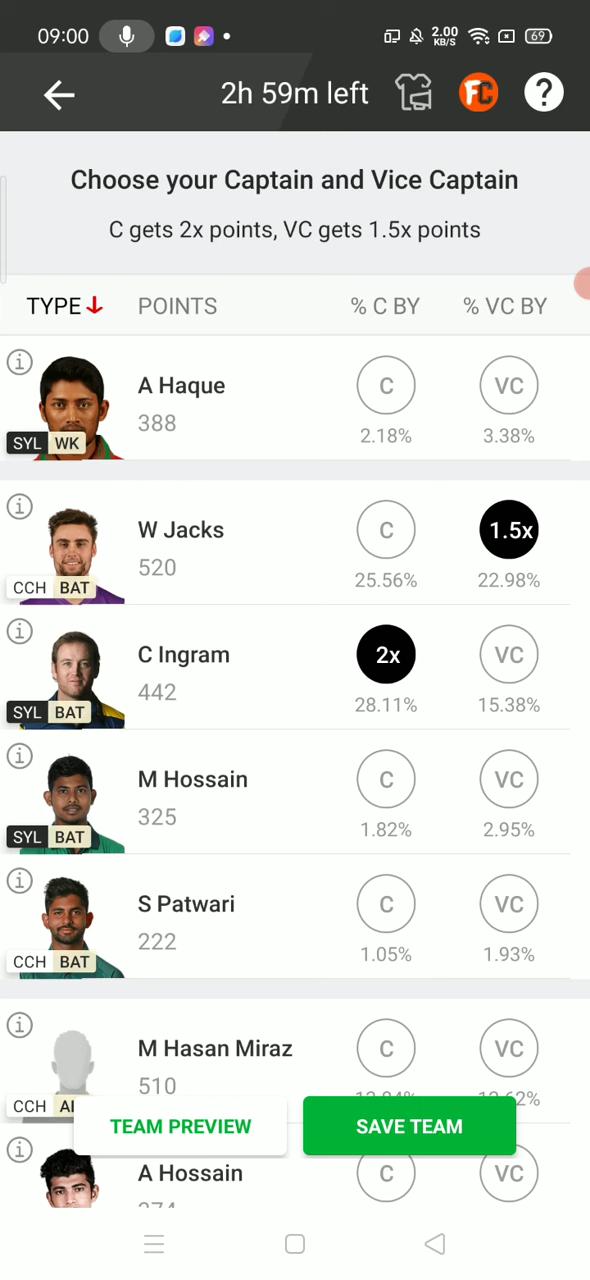 09:00
2.00
KB/S
69
2h 59m left
FC
?
Choose your Captain and Vice Captain
C gets 2x points, VC gets 1.5x points
TYPE POINTS % C BY % VC BY
A Haque C VC
388 2.18% 3.38%
SYL WK
W Jacks C 1.5x
520 25.56% 22.98%
CCH BAT
C Ingram 2x VC
442 28.11% 15.38%
SYL BAT
M Hossain C VC
325 1.82% 2.95%
SYL BAT
S Patwari C VC
222 1.05% 1.93%
CCH BAT
M Hasan Miraz C VC
510
CCH
TEAM PREVIEW SAVE TEAM
A Hossain C VC